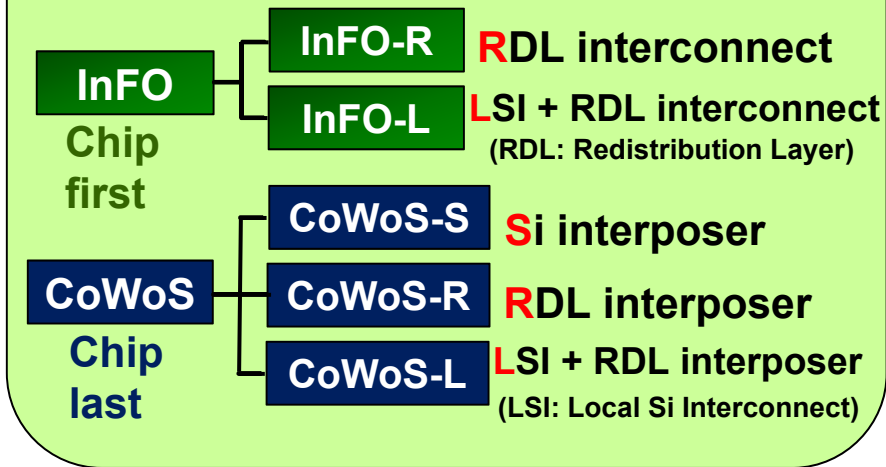 InFO
Chip
first
InFO-R
RDL interconnect
InFO-L
LSI + RDL interconnect
(RDL: Redistribution Layer)
CoWoS
Chip
last
CoWoS-S
Si interposer
CoWoS-R
RDL interposer
CoWoS-L
LSI + RDL interposer
(LSI: Local Si Interconnect)